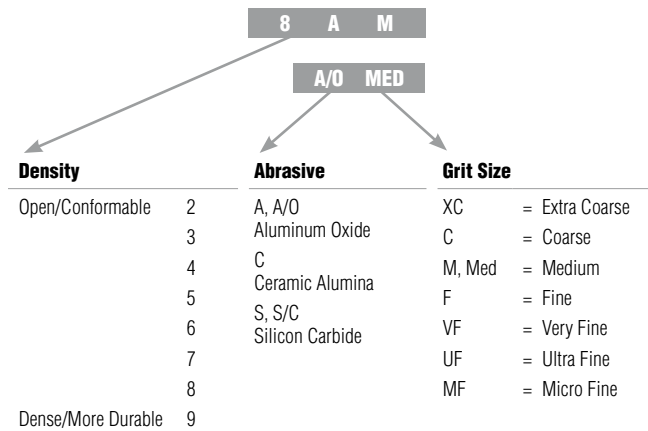 8 A M
A/O MED
Density
Open/Conformable 2
3
4
5
6
7
8
Dense/More Durable 9
Abrasive
A, A/O
Aluminum Oxide
C
Ceramic Alumina
S, S/C
Silicon Carbide
Grit Size
XC = Extra Coarse
C = Coarse
M, Med = Medium
F = Fine
VF = Very Fine
UF = Ultra Fine
MF = Micro Fine